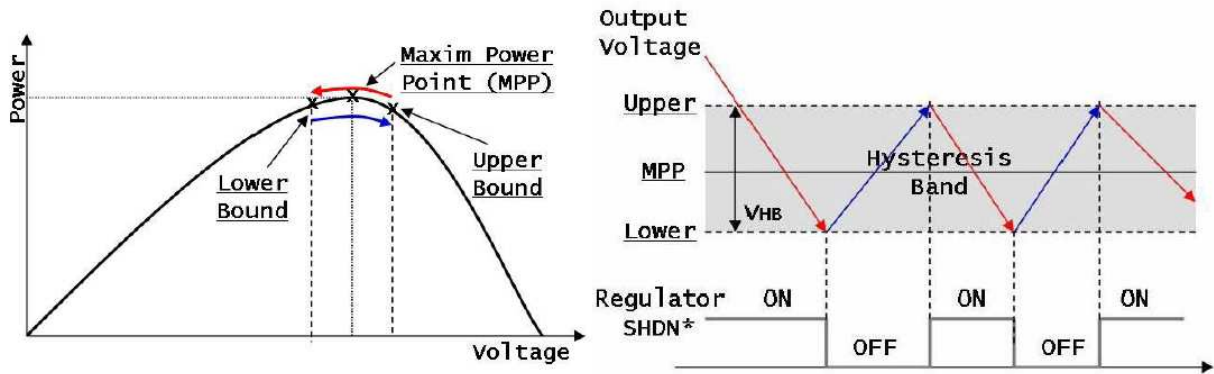 Power
Maxim Power
Point (MPP)
Lower
Bound
Upper
Bound
Voltage
Output
Voltage
Upper
MPP
Lower
Hysteresis
Band
VHB
Regulator
SHDN*
ON
OFF
ON
OFF
ON